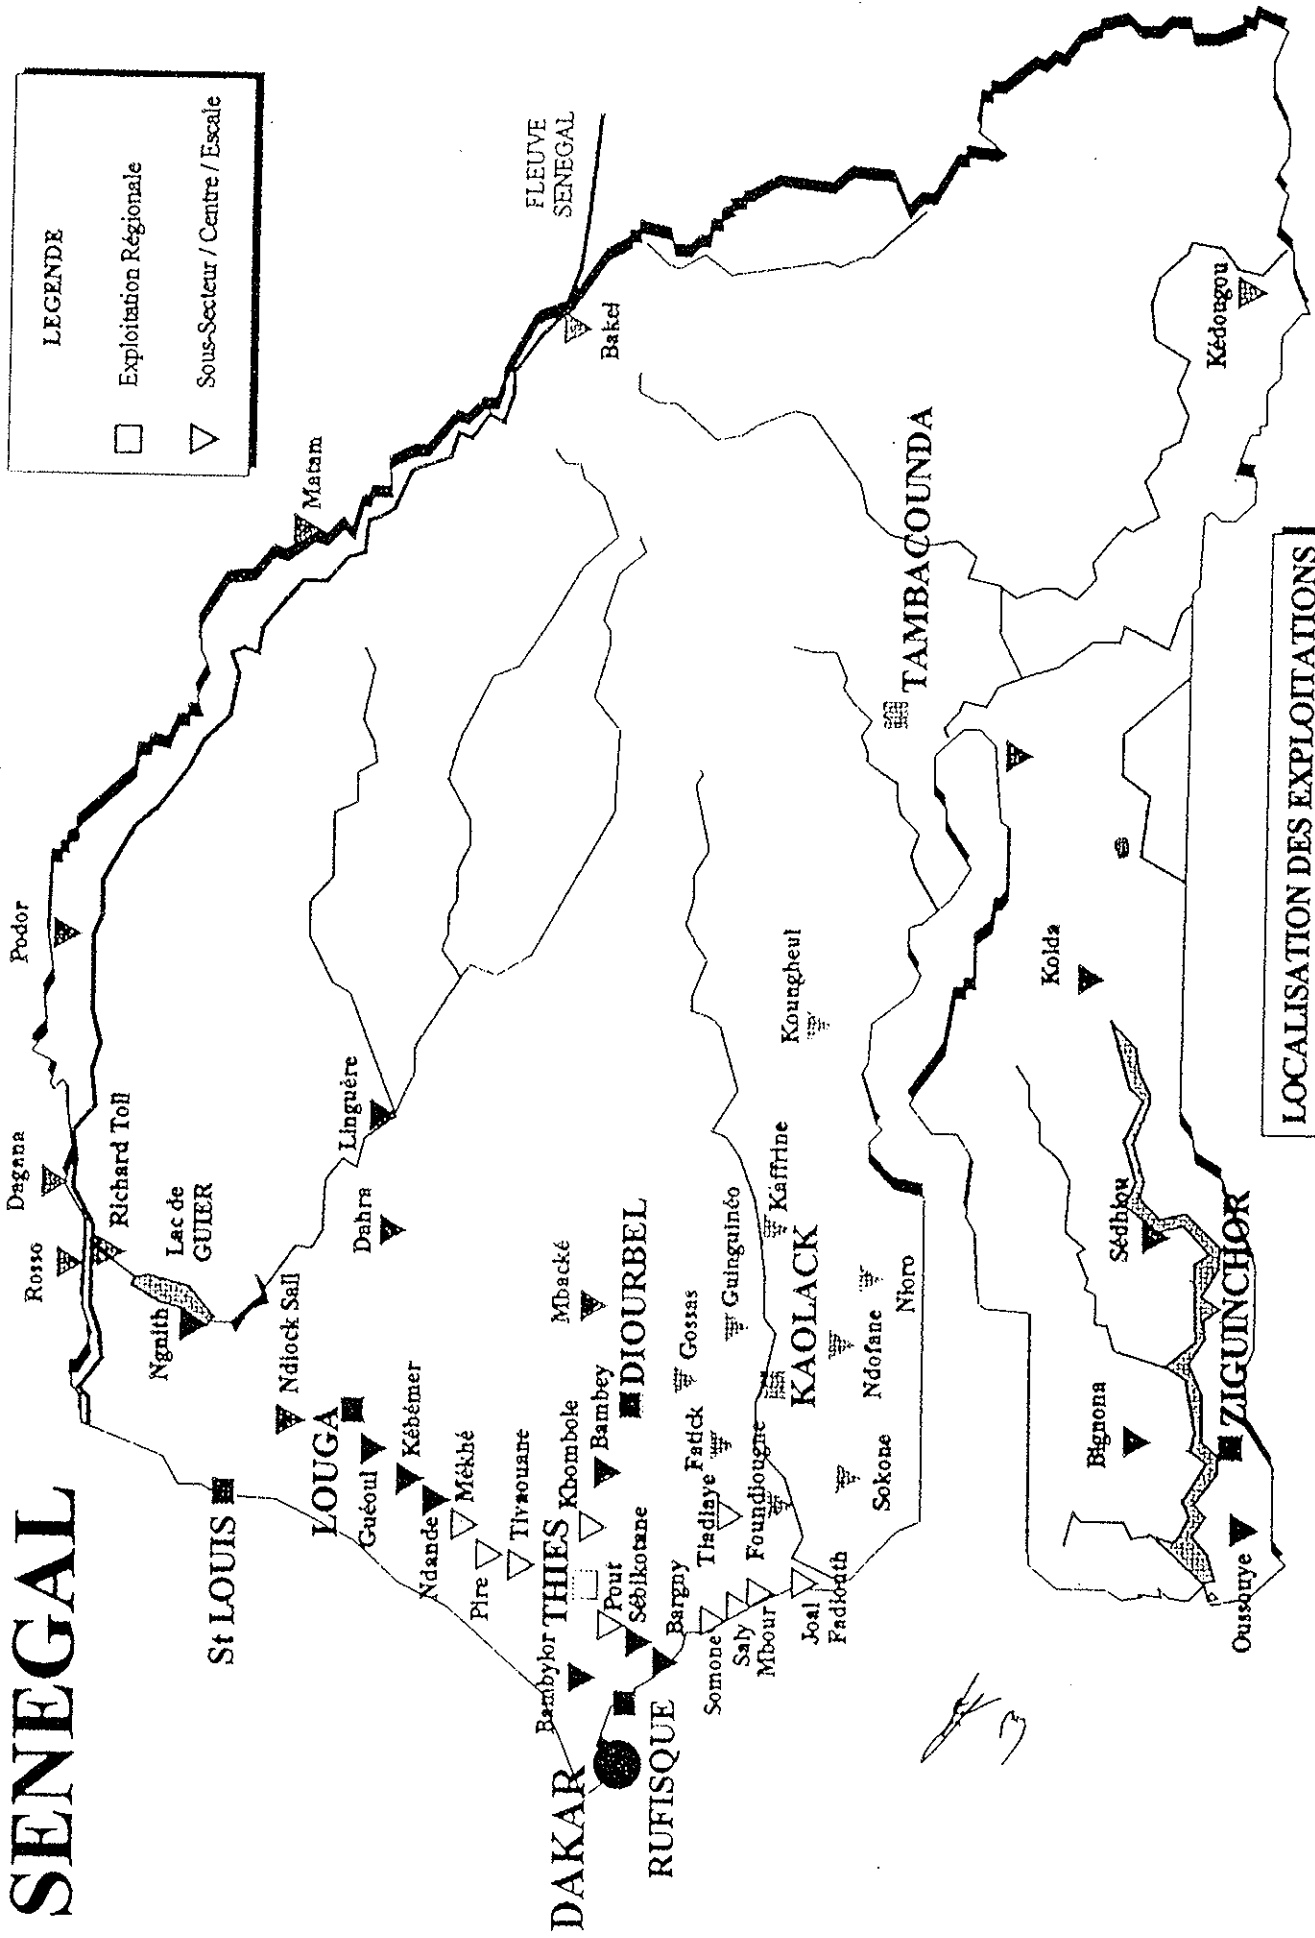 SENEGAL
LEGENDE
Exploitation Régionale
Sous-Secteur / Centre / Escale
Podor
Dagana
Rosso
Richard Toll
Lac de
GUIER
Ngnith
St LOUIS
Ndiock Sall
LOUGA
Guéoul
Kébémer
Ndande
Mékhé
Pire
Tivaouane
Linguère
Dahra
Matam
FLEUVE
SENEGAL
Bakel
Mbacké
DIOURBEL
Bambey
Khombole
THIES
Bambylor
Pout
Sébikotane
Bargny
DAKAR
RUFISQUE
Somone
Saly
Mbour
Joal
Fadiouth
Thiadiaye
Fatick
Foundiougne
Gossas
Guinguinéo
Kaffrine
KAOLACK
Koungheul
Ndofane
Nioro
Sokone
TAMBACOUNDA
Kédougou
Kolda
Sédhiou
Bignona
ZIGUINCHOR
Oussouye
LOCALISATION DES EXPLOITATIONS